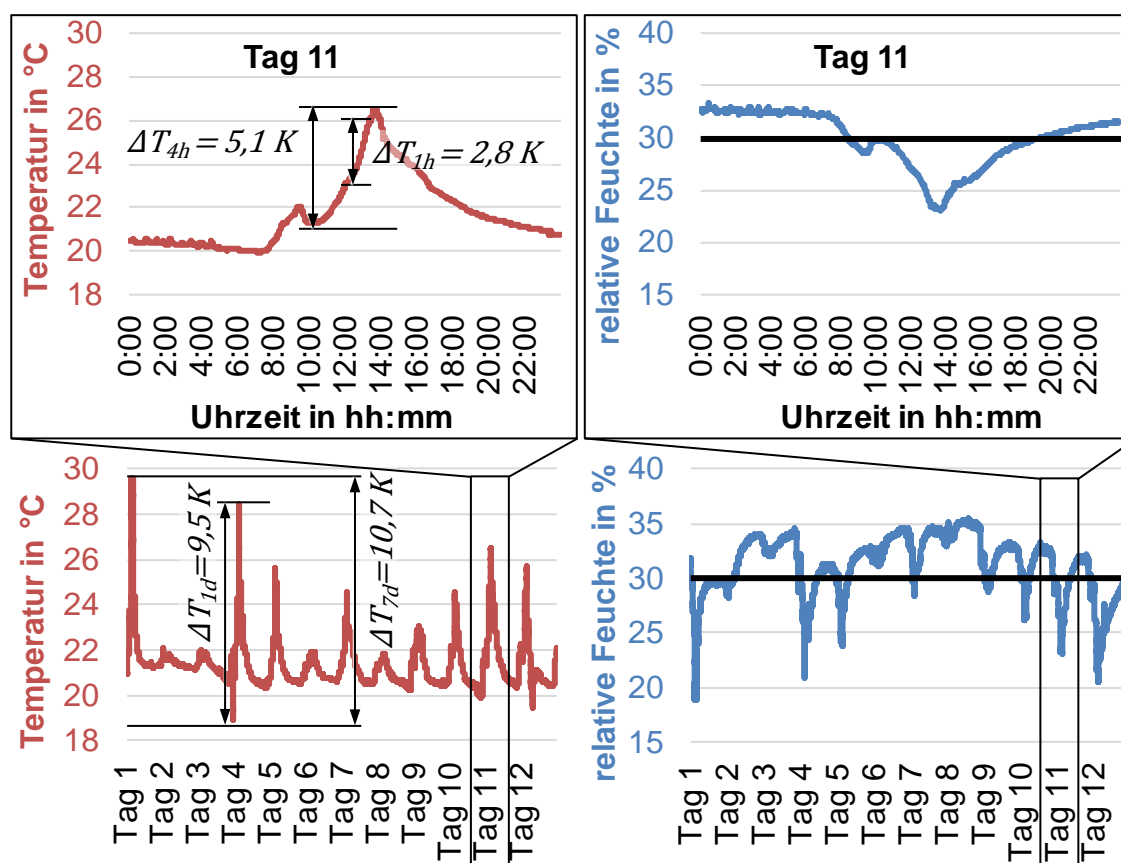 Tag 11
Temperatur in °C
30
28
26
24
22
20
18
ΔT4h = 5,1 K
ΔT1h = 2,8 K
0:00
2:00
4:00
6:00
8:00
10:00
12:00
14:00
16:00
18:00
20:00
22:00
Uhrzeit in hh:mm
Tag 11
relative Feuchte in %
40
35
30
25
20
15
0:00
2:00
4:00
6:00
8:00
10:00
12:00
14:00
16:00
18:00
20:00
22:00
Uhrzeit in hh:mm
Temperatur in °C
30
28
26
24
22
20
18
ΔT1d=9,5 K
ΔT7d=10,7 K
Tag 1
Tag 2
Tag 3
Tag 4
Tag 5
Tag 6
Tag 7
Tag 8
Tag 9
Tag 10
Tag 11
Tag 12
relative Feuchte in %
40
35
30
25
20
15
Tag 1
Tag 2
Tag 3
Tag 4
Tag 5
Tag 6
Tag 7
Tag 8
Tag 9
Tag 10
Tag 11
Tag 12